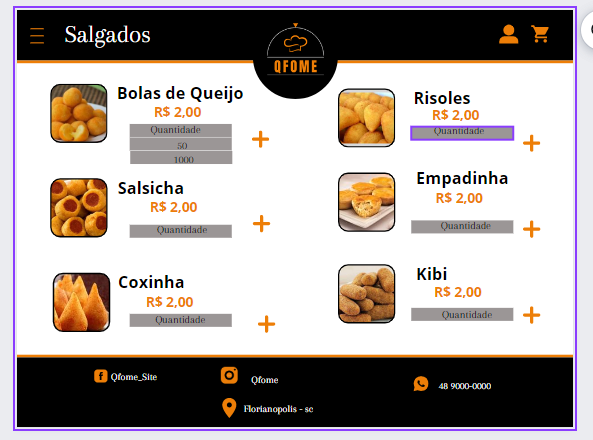 Salgados
QFOME
Bolas de Queijo
R$ 2,00
Quantidade
50
1000
Salsicha
R$ 2,00
Quantidade
Coxinha
R$ 2,00
Quantidade
Risoles
R$ 2,00
Quantidade
Empadinha
R$ 2,00
Quantidade
Kibi
R$ 2,00
Quantidade
Qfome_Site
Qfome
48 9000-0000
Florianopolis - sc